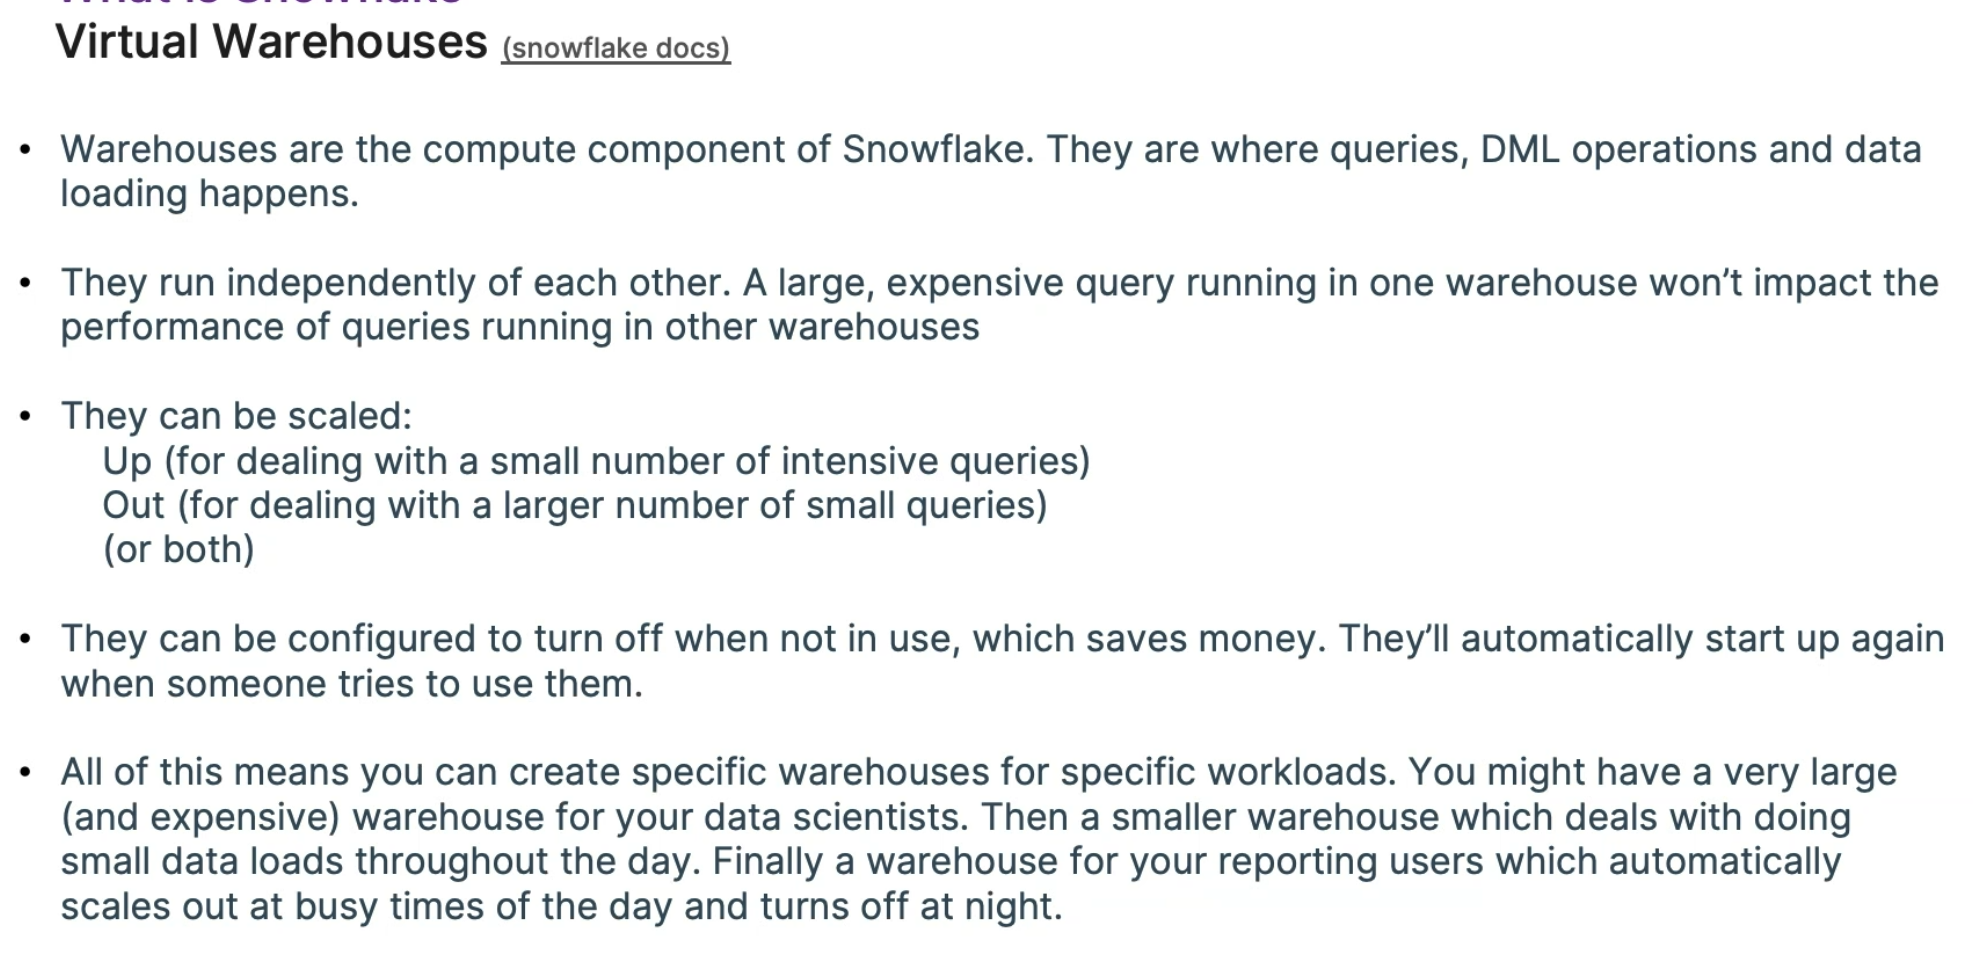 What is Snowflake
Virtual Warehouses (snowflake docs)
• Warehouses are the compute component of Snowflake. They are where queries, DML operations and data
loading happens.
• They run independently of each other. A large, expensive query running in one warehouse won’t impact the
performance of queries running in other warehouses
• They can be scaled:
Up (for dealing with a small number of intensive queries)
Out (for dealing with a larger number of small queries)
(or both)
• They can be configured to turn off when not in use, which saves money. They’ll automatically start up again
when someone tries to use them.
• All of this means you can create specific warehouses for specific workloads. You might have a very large
(and expensive) warehouse for your data scientists. Then a smaller warehouse which deals with doing
small data loads throughout the day. Finally a warehouse for your reporting users which automatically
scales out at busy times of the day and turns off at night.